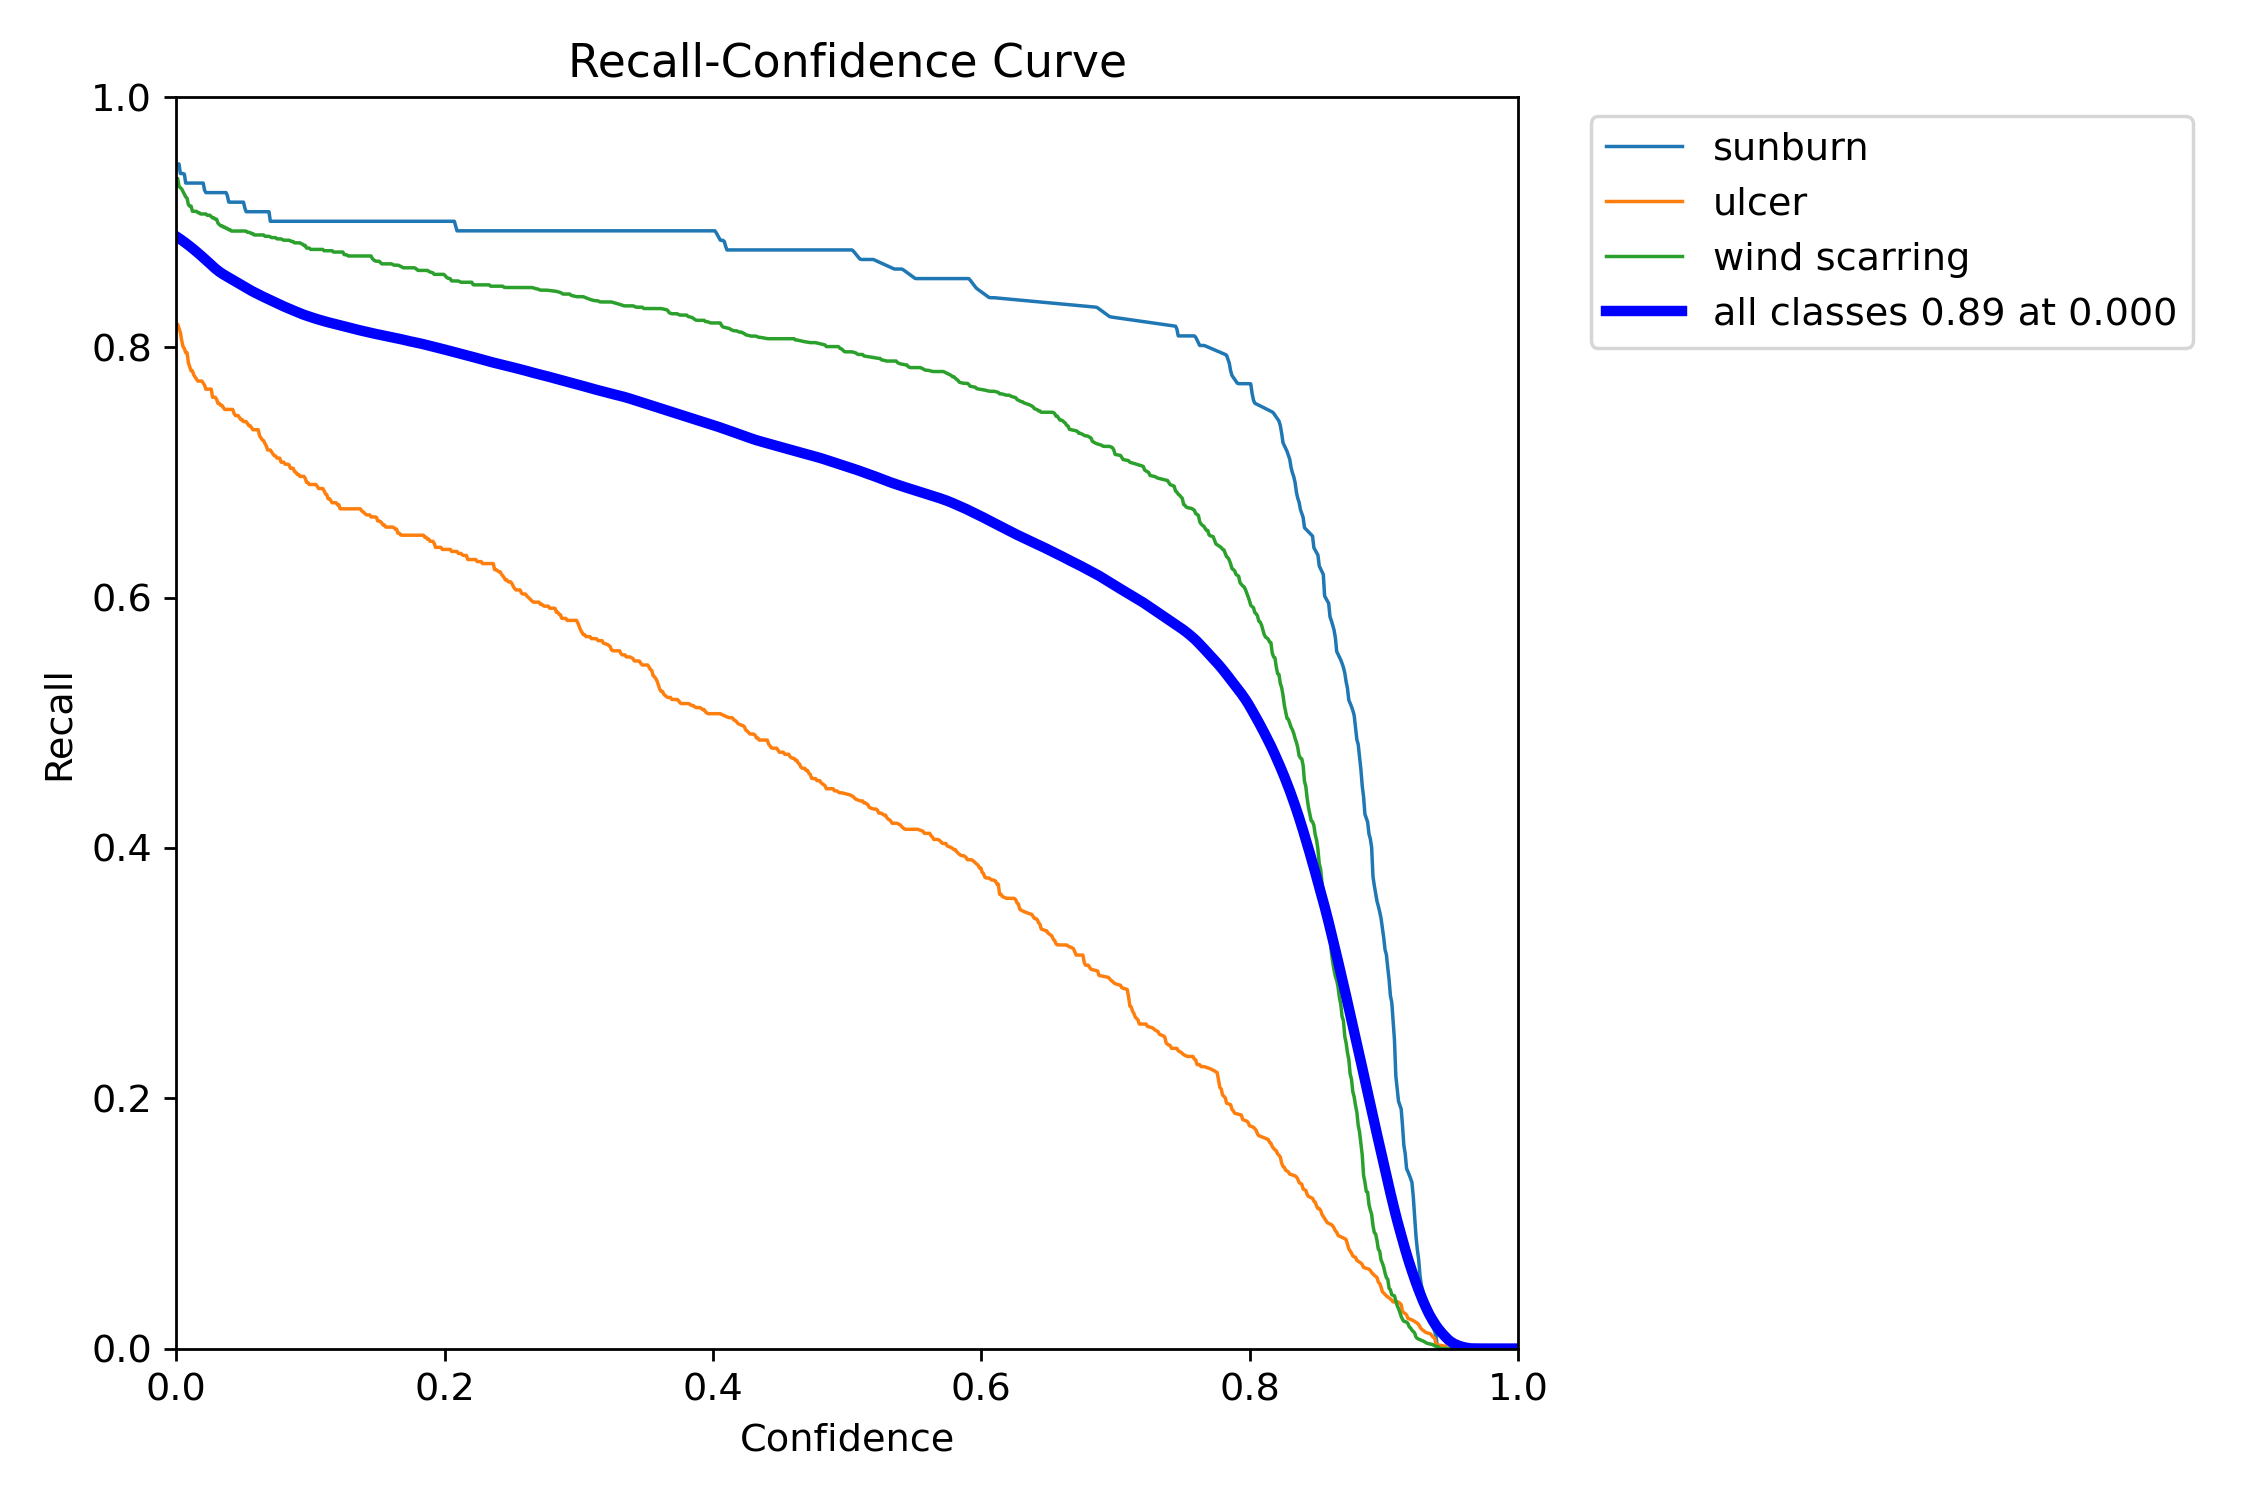 Recall-Confidence Curve
1.0
0.8
0.6
0.4
0.2
0.0
Recall
0.0 0.2 0.4 0.6 0.8 1.0
Confidence
sunburn
ulcer
wind scarring
all classes 0.89 at 0.000